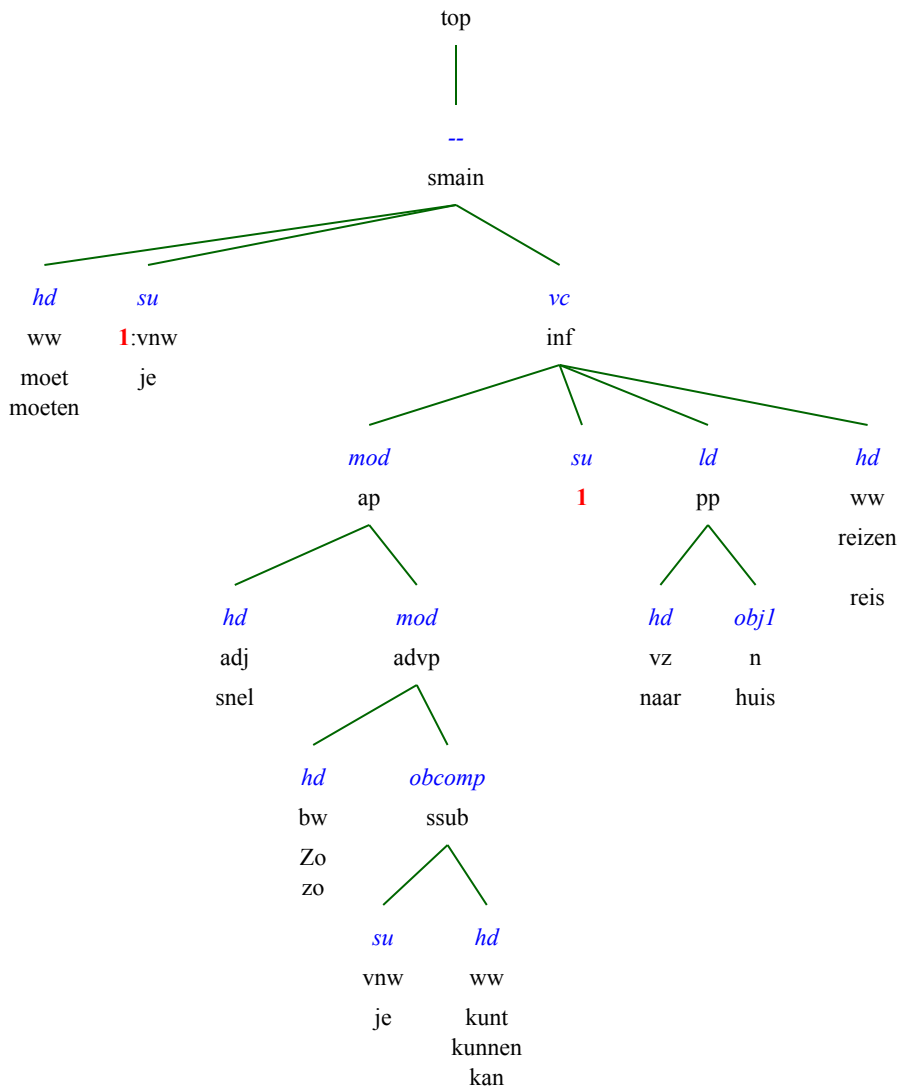 top
--
smain
hd su vc
ww 1:vnw inf
moet je
moeten
mod su ld hd
ap 1 pp ww
reizen
reis
hd mod hd obj1
adj advp vz n
snel naar huis
hd obcomp
bw ssub
Zo
zo
su hd
vnw ww
je kunt
kunnen
kan